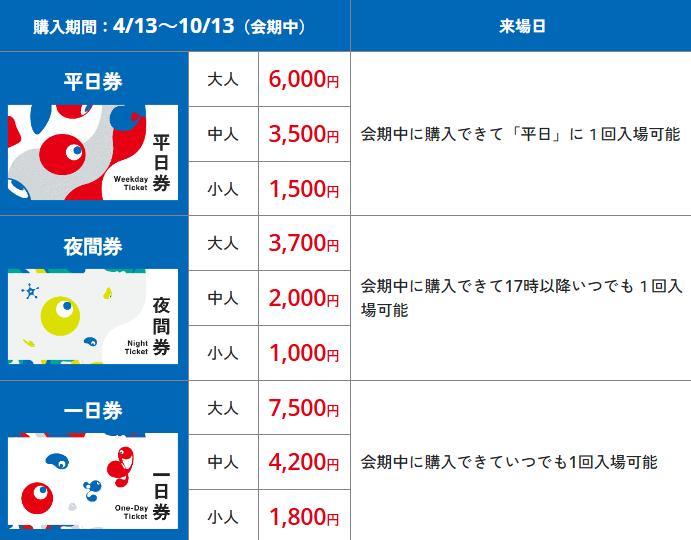 購入期間：4/13～10/13（会期中）
来場日
平日券
平日券
Weekday
Ticket
大人
6,000円
中人
3,500円
小人
1,500円
会期中に購入できて「平日」に１回入場可能
夜間券
夜間券
Night
Ticket
大人
3,700円
中人
2,000円
小人
1,000円
会期中に購入できて17時以降いつでも１回入
場可能
一日券
一日券
One-Day
Ticket
大人
7,500円
中人
4,200円
小人
1,800円
会期中に購入できていつでも1回入場可能